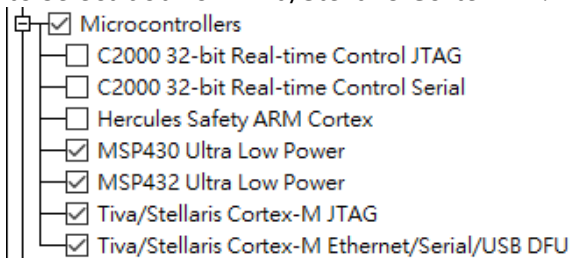 Microcontrollers
C2000 32-bit Real-time Control JTAG
C2000 32-bit Real-time Control Serial
Hercules Safety ARM Cortex
MSP430 Ultra Low Power
MSP432 Ultra Low Power
Tiva/Stellaris Cortex-M JTAG
Tiva/Stellaris Cortex-M Ethernet/Serial/USB DFU